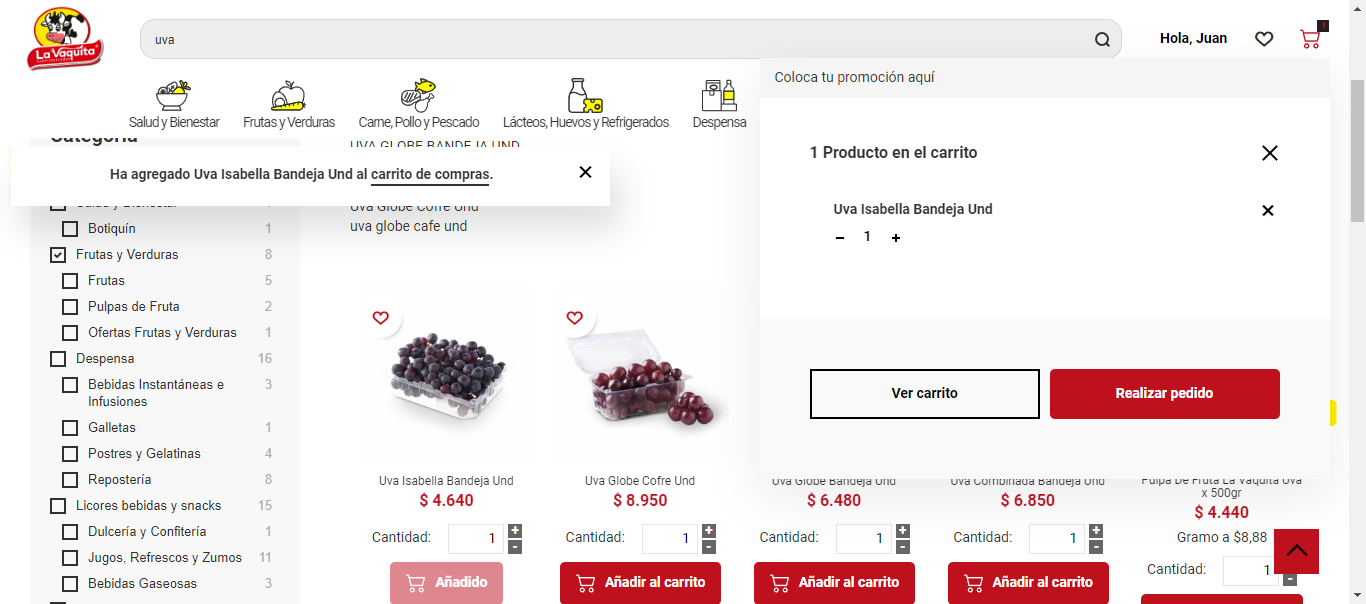 La Vaquita
uva
Hola, Juan
1
Salud y Bienestar
Frutas y Verduras
Carne, Pollo y Pescado
Lácteos, Huevos y Refrigerados
Despensa
Coloca tu promoción aquí
1 Producto en el carrito
Uva Isabella Bandeja Und
1
Ver carrito
Realizar pedido
Categoría
UVA GLOBE BANDEJA UND
Ha agregado Uva Isabella Bandeja Und al carrito de compras.
Uva Globe Cofre Und
uva globe cafe und
Salud y Bienestar
Botiquín 1
Frutas y Verduras 8
Frutas 5
Pulpas de Fruta 2
Ofertas Frutas y Verduras 1
Despensa 16
Bebidas Instantáneas e 3
Infusiones
Galletas 1
Postres y Gelatinas 4
Repostería 8
Licores bebidas y snacks 15
Dulcería y Confitería 1
Jugos, Refrescos y Zumos 11
Bebidas Gaseosas 3
Uva Isabella Bandeja Und
$ 4.640
Cantidad: 1
Añadido
Uva Globe Cofre Und
$ 8.950
Cantidad: 1
Añadir al carrito
Uva Globe Bandeja Und
$ 6.480
Cantidad: 1
Añadir al carrito
Uva Combinada Bandeja Und
$ 6.850
Cantidad: 1
Añadir al carrito
Pulpa De Fruta La Vaquita Uva
x 500gr
$ 4.440
Gramo a $8,88
Cantidad: 1